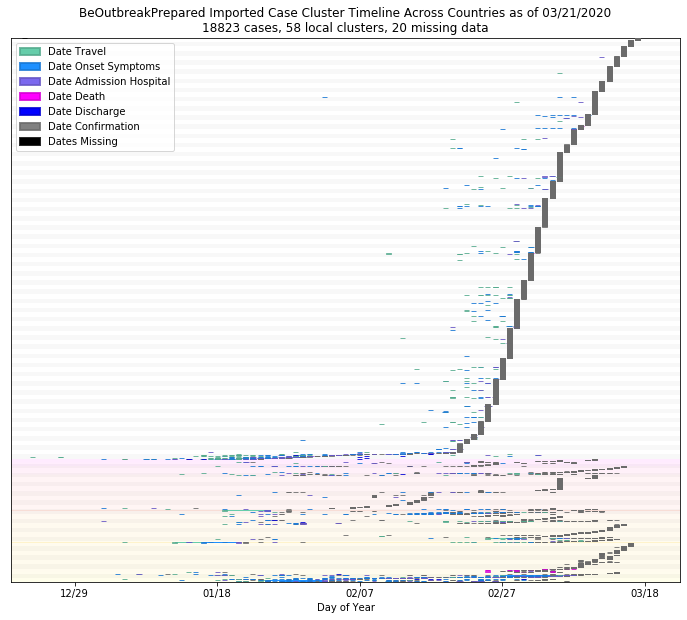 BeOutbreakPrepared Imported Case Cluster Timeline Across Countries as of 03/21/2020
18823 cases, 58 local clusters, 20 missing data
Date Travel
Date Onset Symptoms
Date Admission Hospital
Date Death
Date Discharge
Date Confirmation
Dates Missing
12/29 01/18 02/07 02/27 03/18
Day of Year